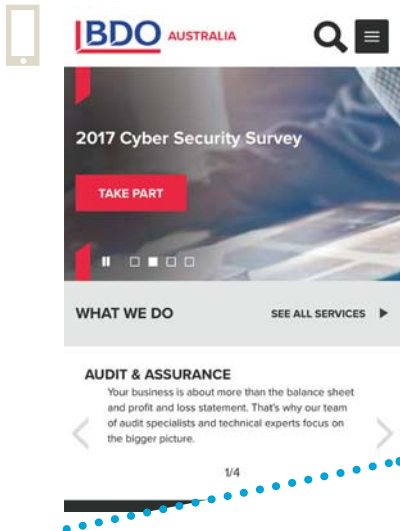 BDO AUSTRALIA
2017 Cyber Security Survey
TAKE PART
WHAT WE DO
SEE ALL SERVICES
AUDIT & ASSURANCE
Your business is about more than the balance sheet
and profit and loss statement. That's why our team
of audit specialists and technical experts focus on
the bigger picture.
1/4